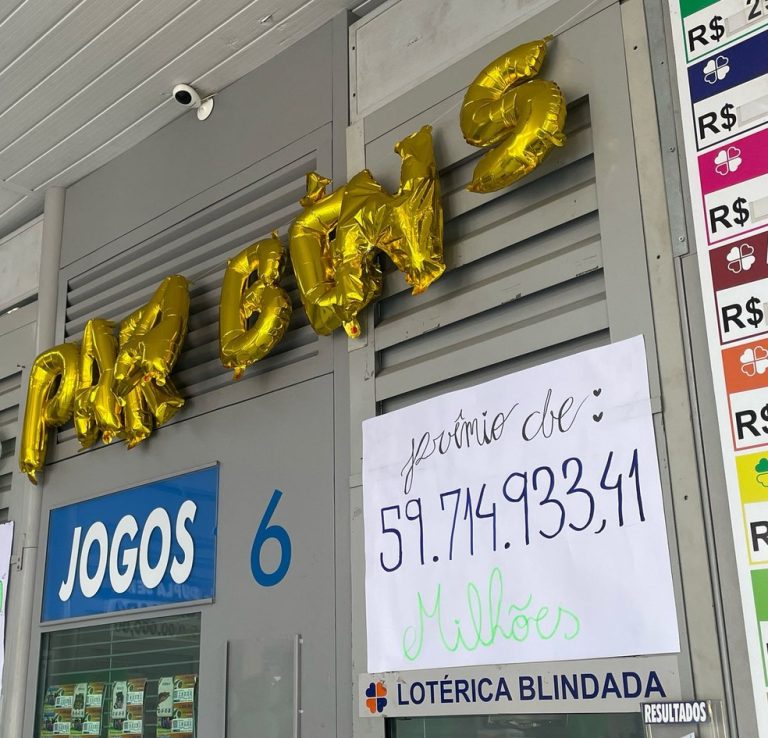 PARABÉNS
JOGOS
6
prêmio de:
59.714.933,41
Milhões
LOTÉRICA BLINDADA
RESULTADOS
R$
R$
R$
R$
R$